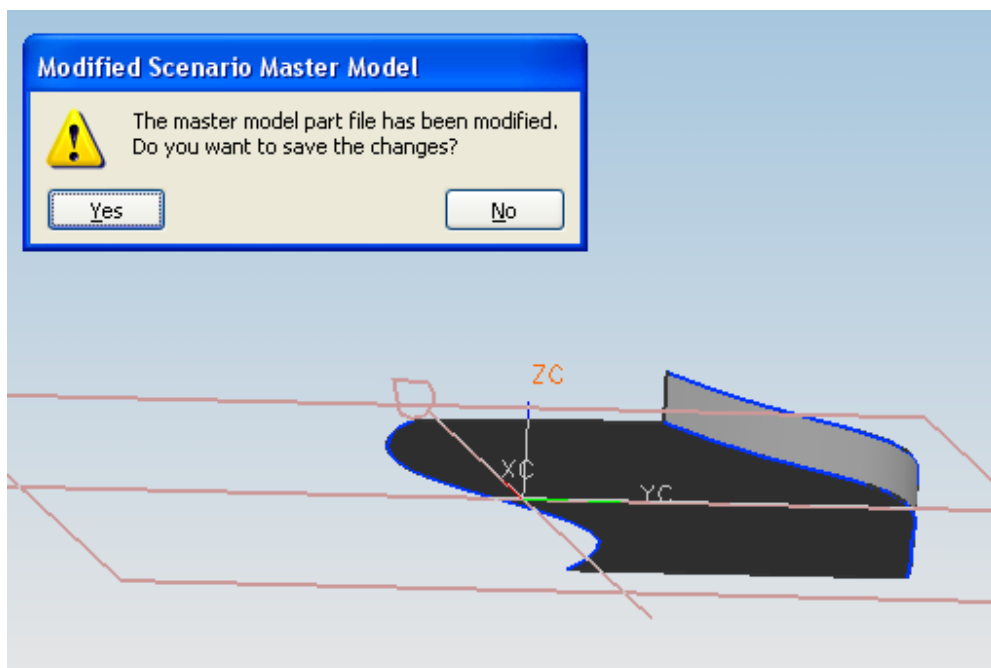 Modified Scenario Master Model
The master model part file has been modified.
Do you want to save the changes?
Yes
No
ZC
XC
YC